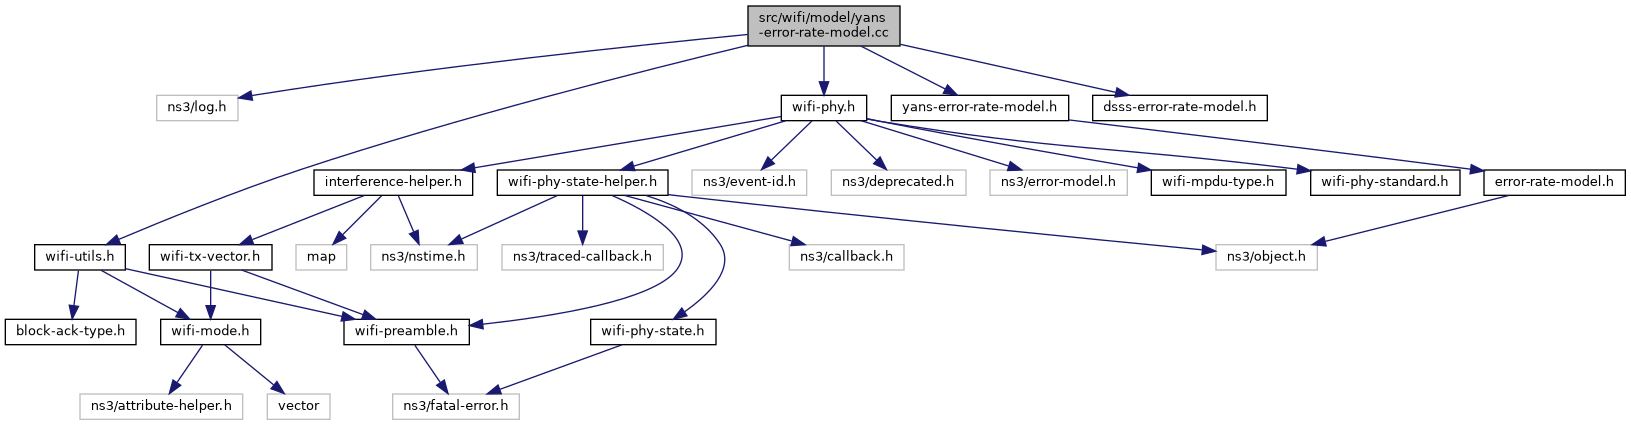 src/wifi/model/yans
-error-rate-model.cc
ns3/log.h
wifi-phy.h
yans-error-rate-model.h
dsss-error-rate-model.h
interference-helper.h
wifi-phy-state-helper.h
ns3/event-id.h
ns3/deprecated.h
ns3/error-model.h
wifi-mpdu-type.h
wifi-phy-standard.h
error-rate-model.h
wifi-utils.h
wifi-tx-vector.h
map
ns3/nstime.h
ns3/traced-callback.h
ns3/callback.h
ns3/object.h
block-ack-type.h
wifi-mode.h
wifi-preamble.h
wifi-phy-state.h
ns3/attribute-helper.h
vector
ns3/fatal-error.h